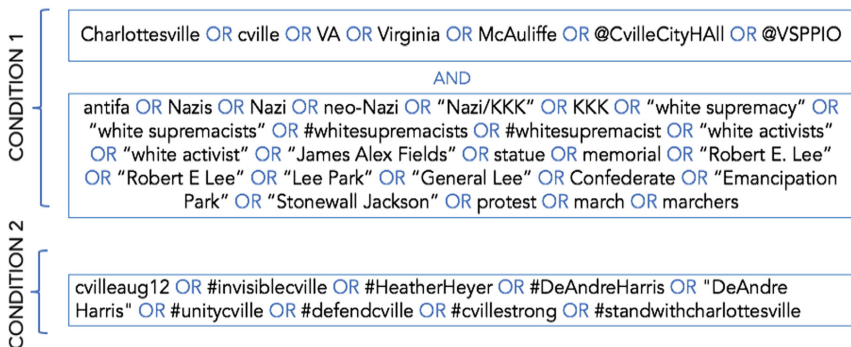 CONDITION 1
Charlottesville OR cville OR VA OR Virginia OR McAuliffe OR @CvilleCityHAll OR @VSPPIO
AND
antifa OR Nazis OR Nazi OR neo-Nazi OR “Nazi/KKK” OR KKK OR “white supremacy” OR
“white supremacists” OR #whitesupremacists OR #whitesupremacist OR “white activists”
OR “white activist” OR “James Alex Fields” OR statue OR memorial OR “Robert E. Lee”
OR “Robert E Lee” OR “Lee Park” OR “General Lee” OR Confederate OR “Emancipation
Park” OR “Stonewall Jackson” OR protest OR march OR marchers
CONDITION 2
cvilleaug12 OR #invisiblecville OR #HeatherHeyer OR #DeAndreHarris OR "DeAndre
Harris" OR #unitycville OR #defendcville OR #cvillestrong OR #standwithcharlottesville